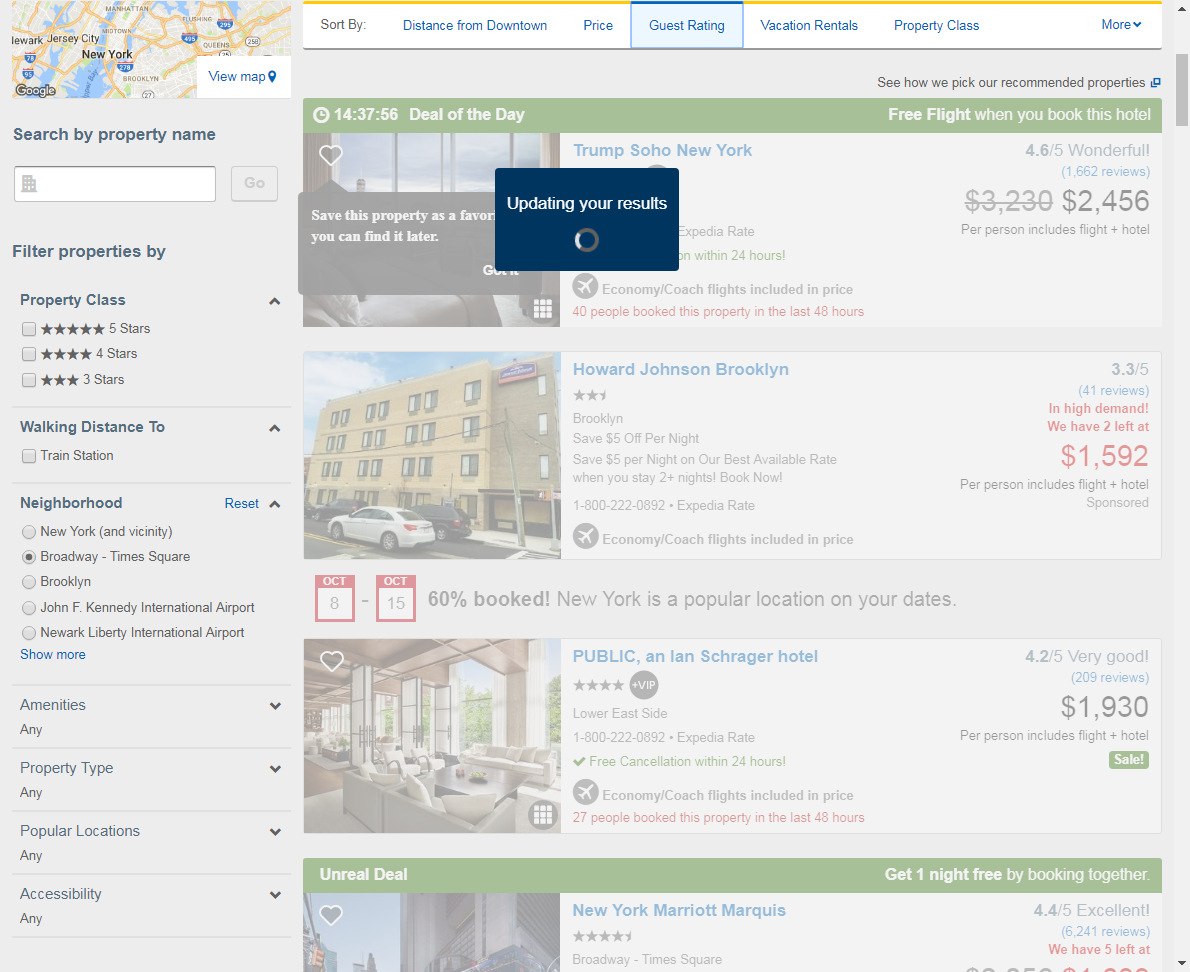 MANHATTAN
FLUSHING
495
Jersey City
MIDTOWN
lewark
QUEENS
New York
278
78
95
BROOKLYN
Google
View map
Search by property name
Go
Filter properties by
Property Class
5 Stars
4 Stars
3 Stars
Walking Distance To
Train Station
Neighborhood Reset
New York (and vicinity)
Broadway - Times Square
Brooklyn
John F. Kennedy International Airport
Newark Liberty International Airport
Show more
Amenities
Any
Property Type
Any
Popular Locations
Any
Accessibility
Any
Sort By: Distance from Downtown Price Guest Rating Vacation Rentals Property Class More
See how we pick our recommended properties
14:37:56 Deal of the Day Free Flight when you book this hotel
Trump Soho New York
4.6/5 Wonderful!
(1,662 reviews)
$3,230 $2,456
Per person includes flight + hotel
Save this property as a favor
you can find it later.
Got it
Updating your results
Expedia Rate
on within 24 hours!
Economy/Coach flights included in price
40 people booked this property in the last 48 hours
Howard Johnson Brooklyn
3.3/5
(41 reviews)
In high demand!
We have 2 left at
$1,592
Per person includes flight + hotel
Sponsored
Brooklyn
Save $5 Off Per Night
Save $5 per Night on Our Best Available Rate
when you stay 2+ nights! Book Now!
1-800-222-0892 • Expedia Rate
Economy/Coach flights included in price
OCT 8 - OCT 15 60% booked! New York is a popular location on your dates.
PUBLIC, an Ian Schrager hotel
4.2/5 Very good!
(209 reviews)
$1,930
Per person includes flight + hotel
Sale!
+VIP
Lower East Side
1-800-222-0892 • Expedia Rate
Free Cancellation within 24 hours!
Economy/Coach flights included in price
27 people booked this property in the last 48 hours
Unreal Deal Get 1 night free by booking together.
New York Marriott Marquis
4.4/5 Excellent!
(6,241 reviews)
We have 5 left at
Broadway - Times Square